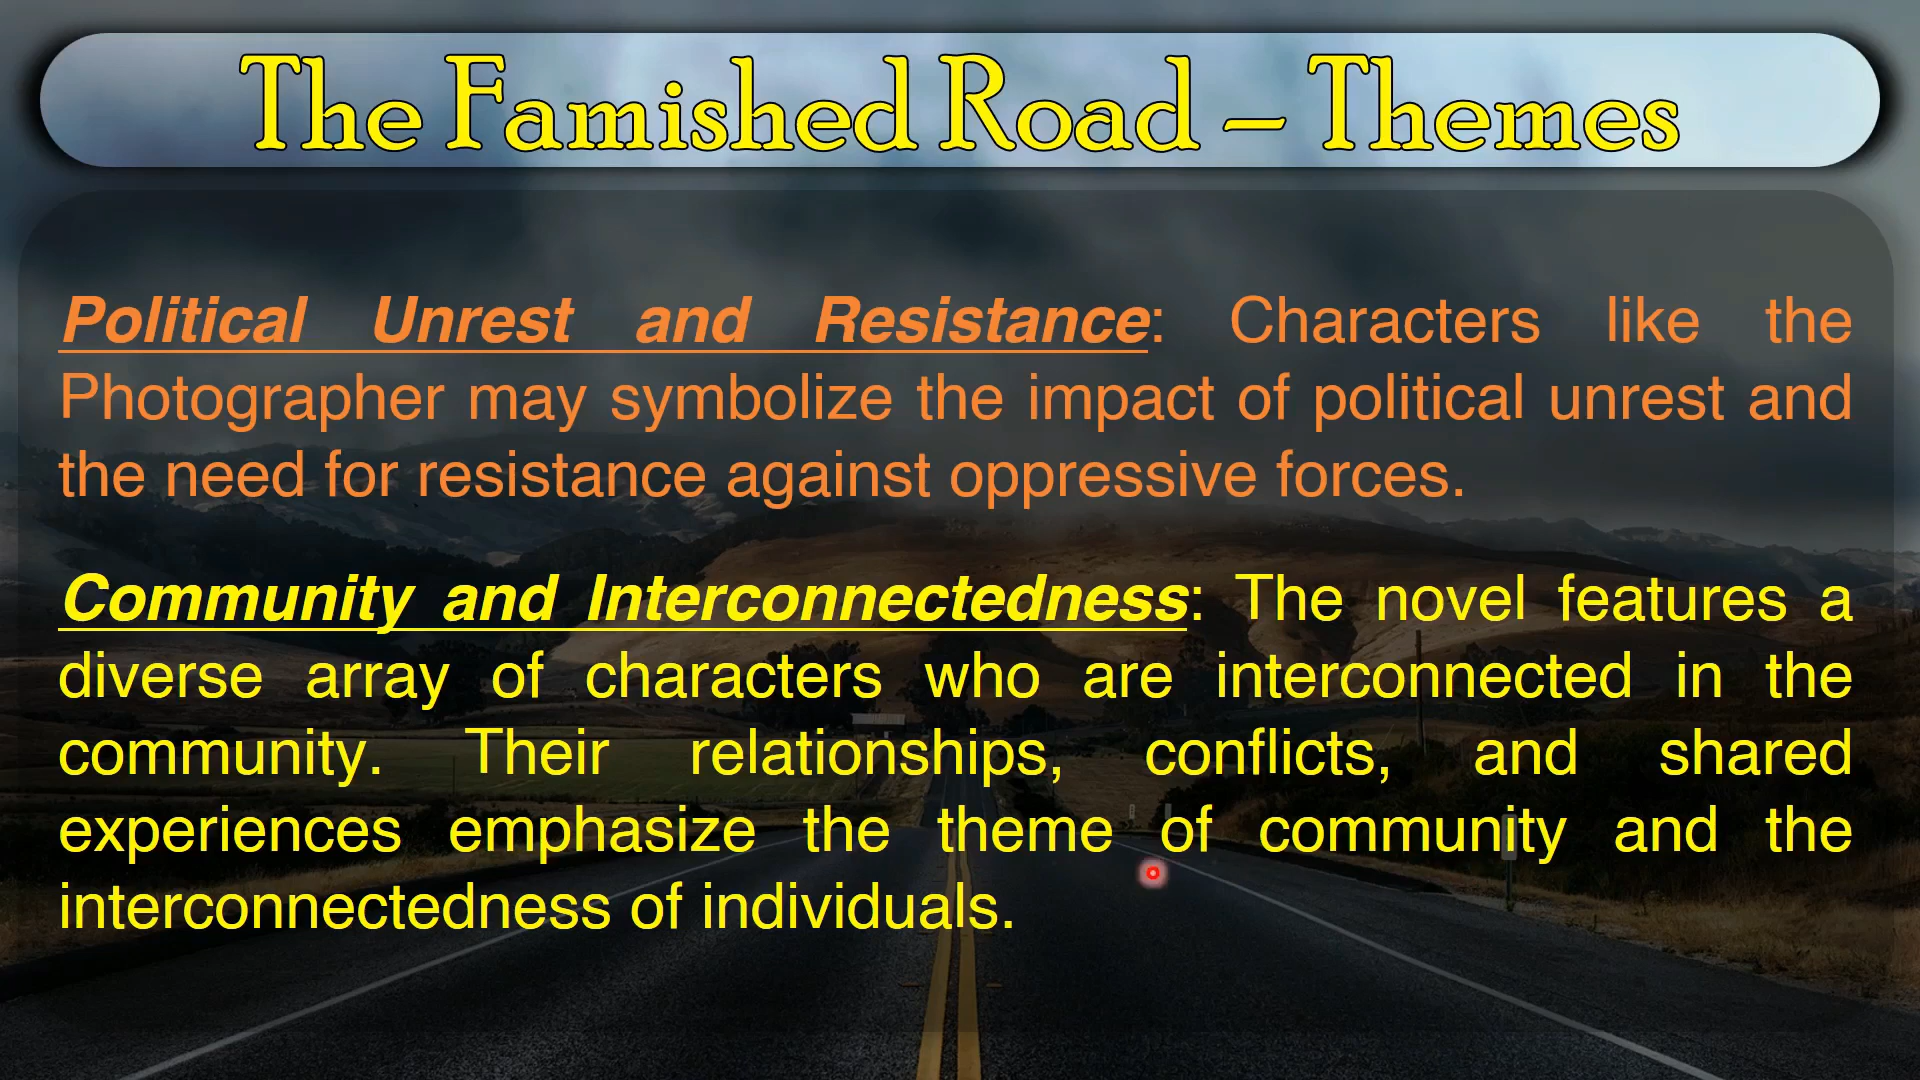 The Famished Road – Themes
Political Unrest and Resistance: Characters like the
Photographer may symbolize the impact of political unrest and
the need for resistance against oppressive forces.
Community and Interconnectedness: The novel features a
diverse array of characters who are interconnected in the
community. Their relationships, conflicts, and shared
experiences emphasize the theme of community and the
interconnectedness of individuals.